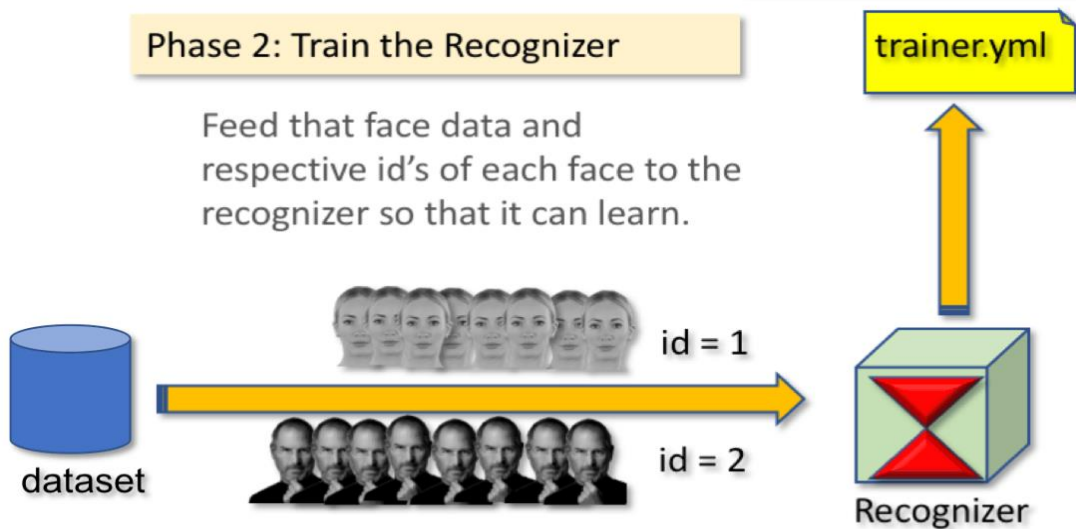 Phase 2: Train the Recognizer
trainer.yml
Feed that face data and
respective id's of each face to the
recognizer so that it can learn.
id = 1
id = 2
dataset
Recognizer